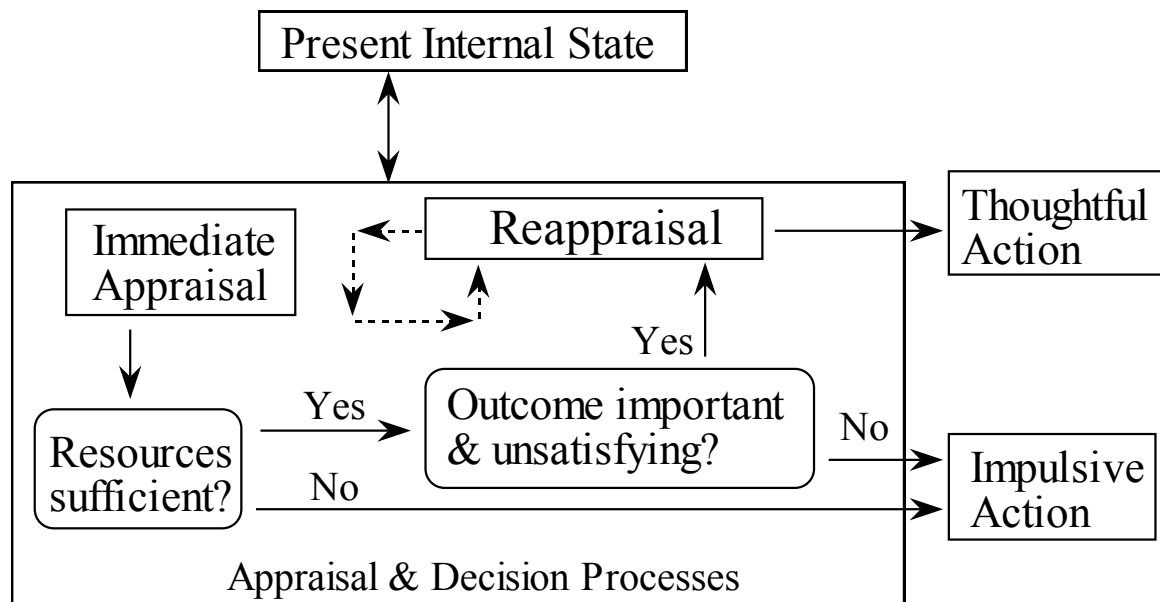 Present Internal State
Immediate
Appraisal
Reappraisal
Thoughtful
Action
Yes
Resources
sufficient?
Yes
No
Outcome important
& unsatisfying?
No
Impulsive
Action
Appraisal & Decision Processes